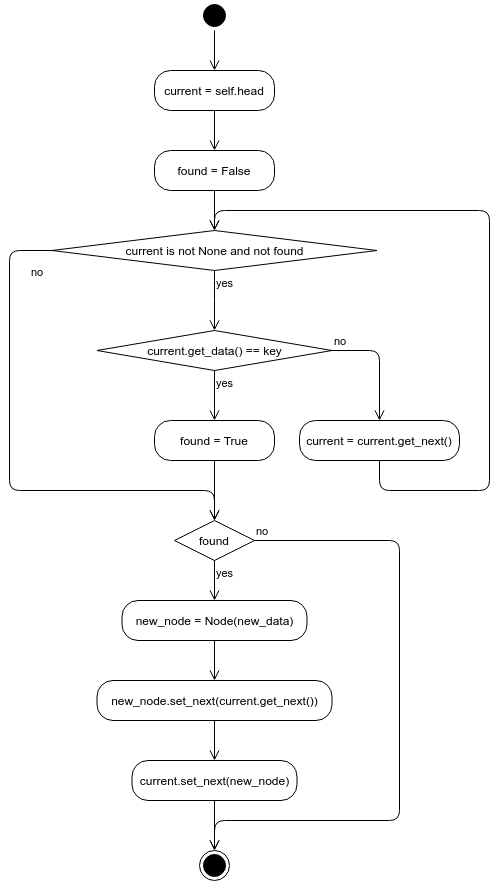 current = self.head
found = False
current is not None and not found
no
yes
no
current.get_data() == key
yes
found = True
current = current.get_next()
no
found
yes
new_node = Node(new_data)
new_node.set_next(current.get_next())
current.set_next(new_node)